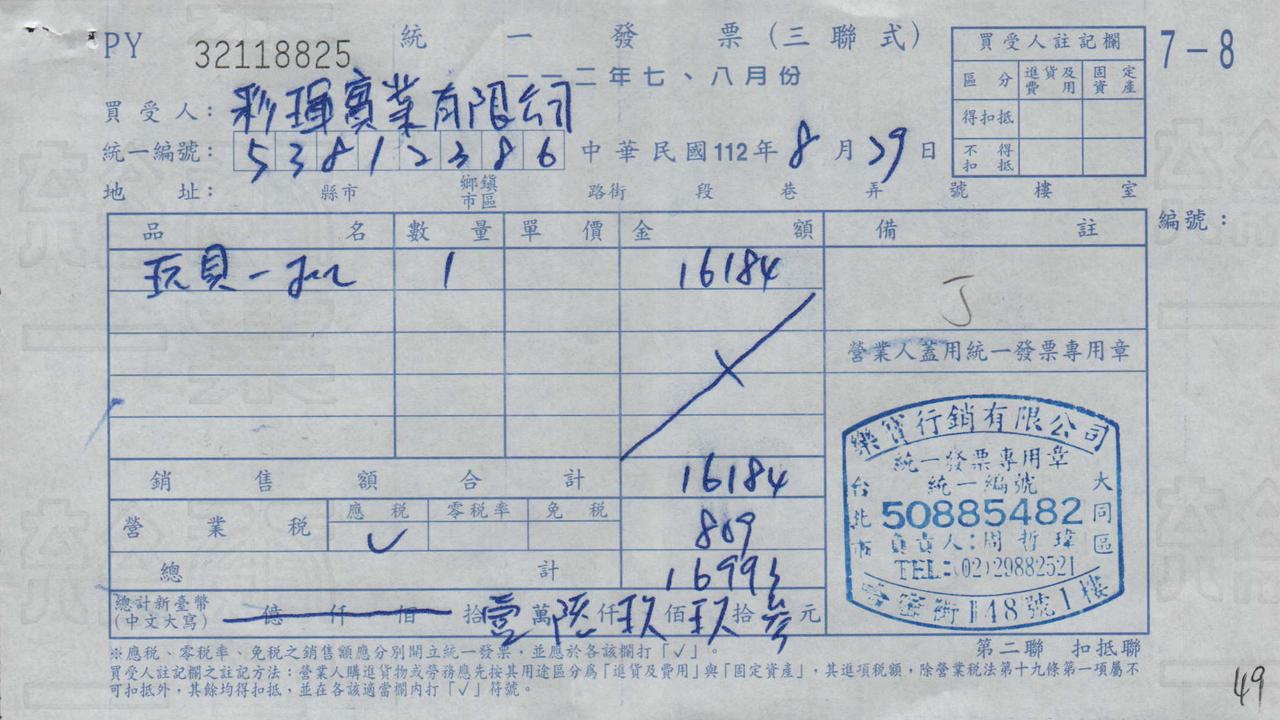 PY 32118825 統一發票(三聯式)
一一二年七、八月份
7-8
買受人註記欄
區分 進貨及費用 固定資產
得扣抵
不得扣抵
買受人: 彩琿實業有限公司
統一編號: 53812386 中華民國112年8月29日
地址: 縣市 鄉鎮市區 路街 段 巷 弄 號 樓 室
品名 數量 單價 金額 備註
編號:
玩具一批 1 16184
J
營業人蓋用統一發票專用章
銷售額合計 16184
營業稅 應稅 零稅率 免稅 809
✓
總計 16993
總計新臺幣(中文大寫) 億 仟 佰 拾壹萬陸仟玖佰玖拾參元
樂寶行銷有限公司
統一發票專用章
統一編號
50885482
負責人:周哲瑋
TEL:(02)29882521
台北市
大同區
148號1樓
第二聯 扣抵聯
※應稅、零稅率、免稅之銷售額應分別開立統一發票,並應於各該欄打「✓」。
買受人註記欄之註記方法:營業人購進貨物或勞務應先按其用途區分為「進貨及費用」與「固定資產」,其進項稅額,除營業稅法第十九條第一項屬不
可扣抵外,其餘均得扣抵,並在各該適當欄內打「✓」符號。
49